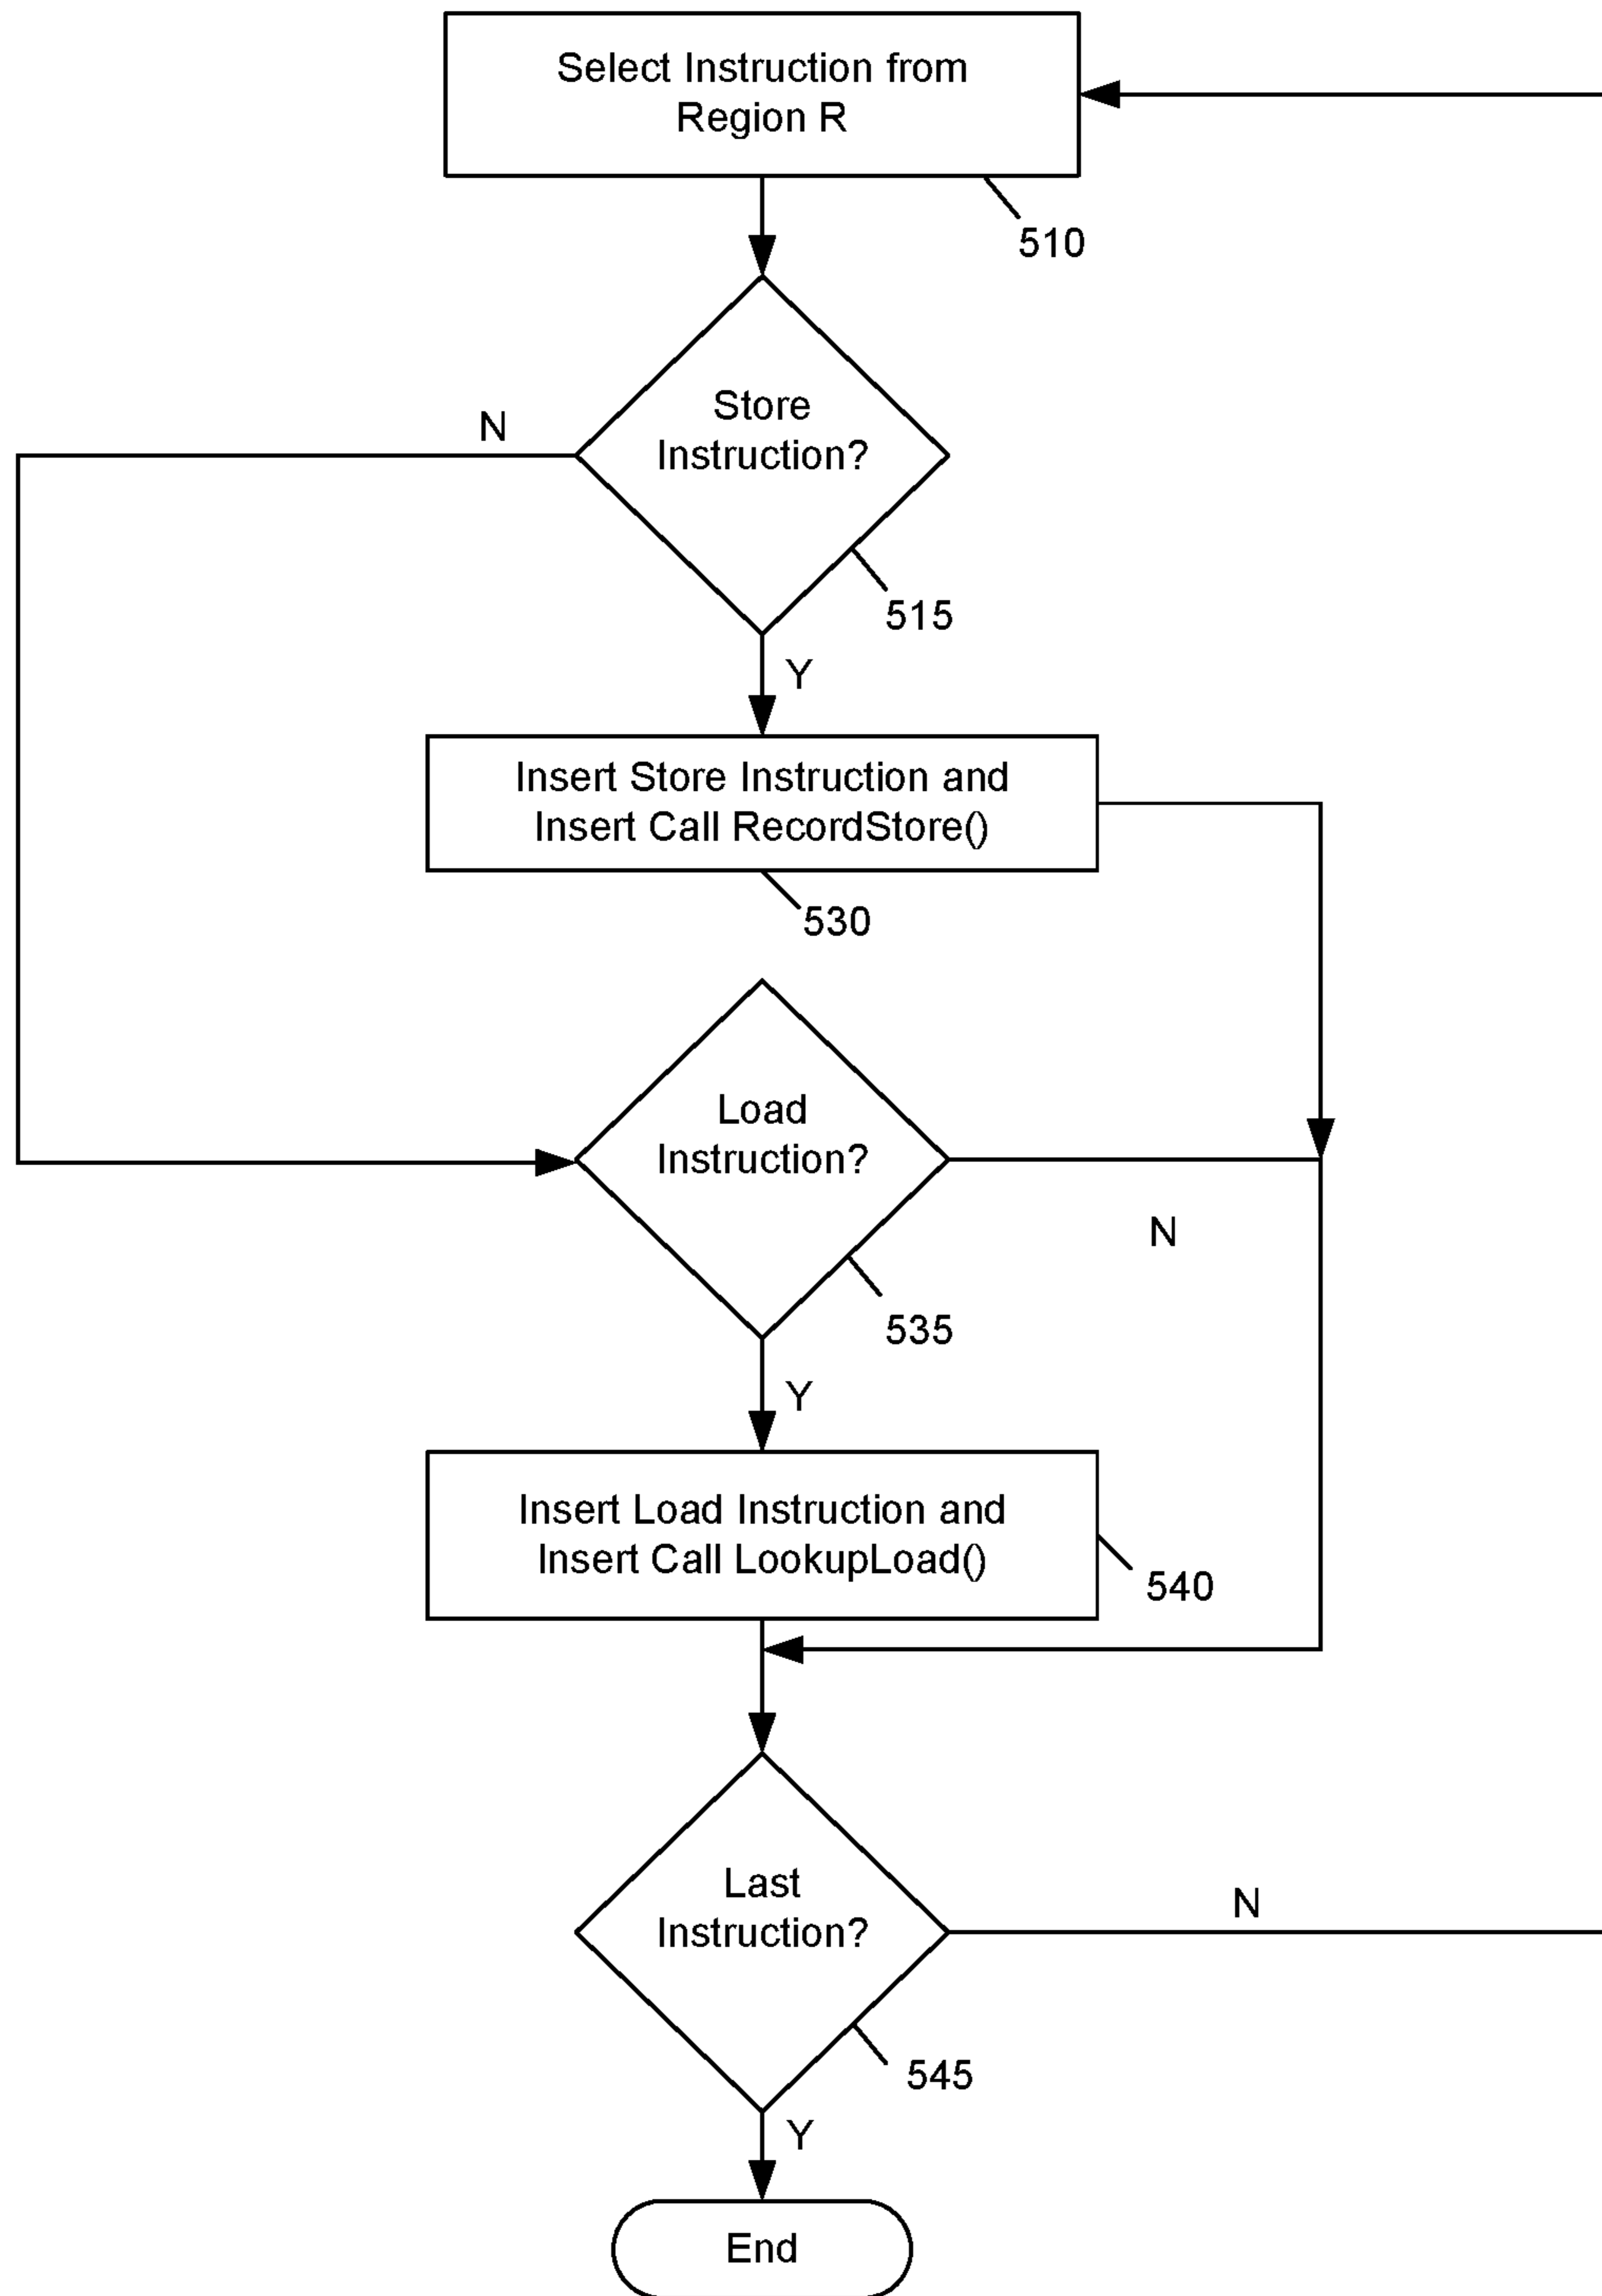 Select Instruction from
Region R
510
Store
Instruction?
N
515
Y
Insert Store Instruction and
Insert Call RecordStore()
530
Load
Instruction?
N
535
Y
Insert Load Instruction and
Insert Call LookupLoad()
540
Last
Instruction?
N
545
Y
End